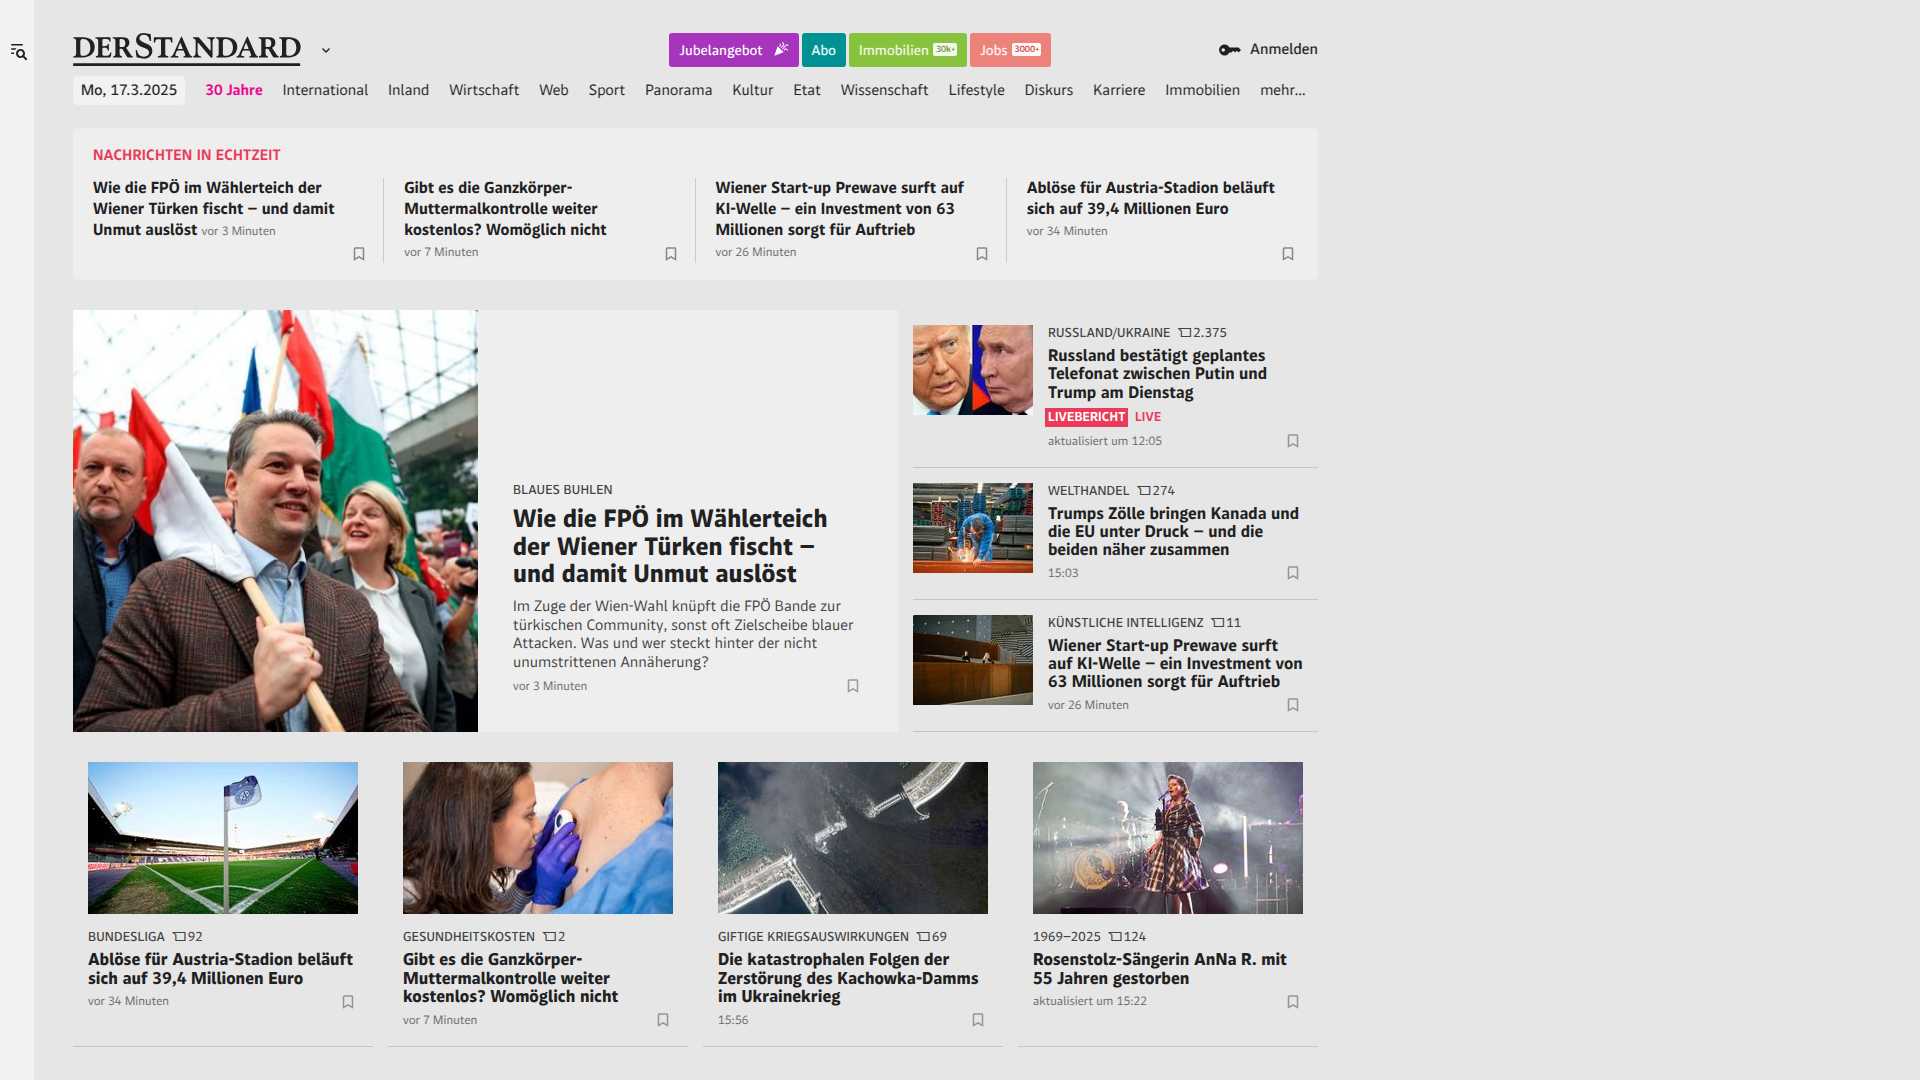 DERSTANDARD
Jubelangebot
Abo
Immobilien 30k+
Jobs 3000+
Anmelden
Mo, 17.3.2025
30 Jahre
International
Inland
Wirtschaft
Web
Sport
Panorama
Kultur
Etat
Wissenschaft
Lifestyle
Diskurs
Karriere
Immobilien
mehr...
NACHRICHTEN IN ECHTZEIT
Wie die FPÖ im Wählerteich der
Wiener Türken fischt – und damit
Unmut auslöst vor 3 Minuten
Gibt es die Ganzkörper-
Muttermalkontrolle weiter
kostenlos? Womöglich nicht
vor 7 Minuten
Wiener Start-up Prewave surft auf
KI-Welle – ein Investment von 63
Millionen sorgt für Auftrieb
vor 26 Minuten
Ablöse für Austria-Stadion beläuft
sich auf 39,4 Millionen Euro
vor 34 Minuten
BLAUES BUHLEN
Wie die FPÖ im Wählerteich
der Wiener Türken fischt –
und damit Unmut auslöst
Im Zuge der Wien-Wahl knüpft die FPÖ Bande zur
türkischen Community, sonst oft Zielscheibe blauer
Attacken. Was und wer steckt hinter der nicht
unumstrittenen Annäherung?
vor 3 Minuten
RUSSLAND/UKRAINE 2.375
Russland bestätigt geplantes
Telefonat zwischen Putin und
Trump am Dienstag
LIVEBERICHT LIVE
aktualisiert um 12:05
WELTHANDEL 274
Trumps Zölle bringen Kanada und
die EU unter Druck – und die
beiden näher zusammen
15:03
KÜNSTLICHE INTELLIGENZ 11
Wiener Start-up Prewave surft
auf KI-Welle – ein Investment von
63 Millionen sorgt für Auftrieb
vor 26 Minuten
BUNDESLIGA 92
Ablöse für Austria-Stadion beläuft
sich auf 39,4 Millionen Euro
vor 34 Minuten
GESUNDHEITSKOSTEN 2
Gibt es die Ganzkörper-
Muttermalkontrolle weiter
kostenlos? Womöglich nicht
vor 7 Minuten
GIFTIGE KRIEGSAUSWIRKUNGEN 69
Die katastrophalen Folgen der
Zerstörung des Kachowka-Damms
im Ukrainekrieg
15:56
1969–2025 124
Rosenstolz-Sängerin AnNa R. mit
55 Jahren gestorben
aktualisiert um 15:22